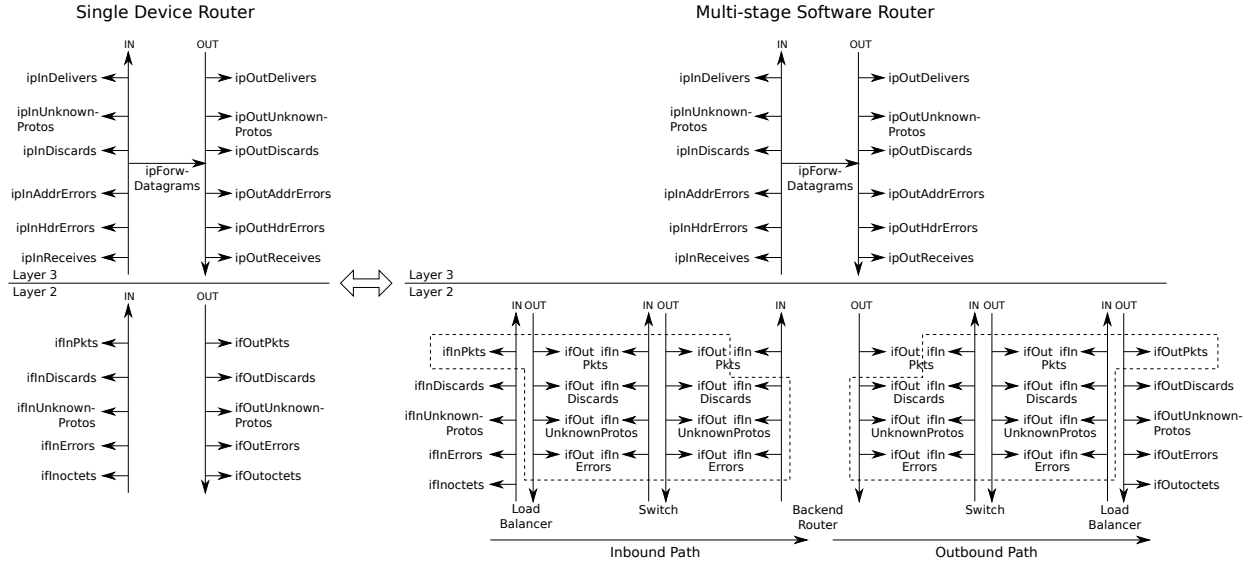 Single Device Router
Multi-stage Software Router
IN OUT
ipInDelivers ipOutDelivers
ipInUnknown- ipOutUnknown-
Protos Protos
ipInDiscards ipOutDiscards
ipForw-
Datagrams
ipInAddrErrors ipOutAddrErrors
ipInHdrErrors ipOutHdrErrors
ipInReceives ipOutReceives
Layer 3
Layer 2
IN OUT
ifInPkts ifOutPkts
ifInDiscards ifOutDiscards
ifInUnknown- ifOutUnknown-
Protos Protos
ifInErrors ifOutErrors
ifInoctets ifOutoctets
IN OUT
ipInDelivers ipOutDelivers
ipInUnknown- ipOutUnknown-
Protos Protos
ipInDiscards ipOutDiscards
ipForw-
Datagrams
ipInAddrErrors ipOutAddrErrors
ipInHdrErrors ipOutHdrErrors
ipInReceives ipOutReceives
Layer 3
Layer 2
IN OUT IN OUT IN OUT IN OUT IN OUT
ifInPkts ifOut ifIn ifOut ifIn ifOut ifIn ifOut ifIn ifOutPkts
Pkts Pkts Pkts Pkts
ifInDiscards ifOut ifIn ifOut ifIn ifOut ifIn ifOut ifIn ifOutDiscards
Discards Discards Discards Discards
ifInUnknown- ifOut ifIn ifOut ifIn ifOut ifIn ifOut ifIn ifOutUnknown-
Protos UnknownProtos UnknownProtos UnknownProtos UnknownProtos Protos
ifInErrors ifOut ifIn ifOut ifIn ifOut ifIn ifOut ifIn ifOutErrors
Errors Errors Errors Errors
ifInoctets ifOutoctets
Load Switch Backend Switch Load
Balancer Router Balancer
Inbound Path Outbound Path